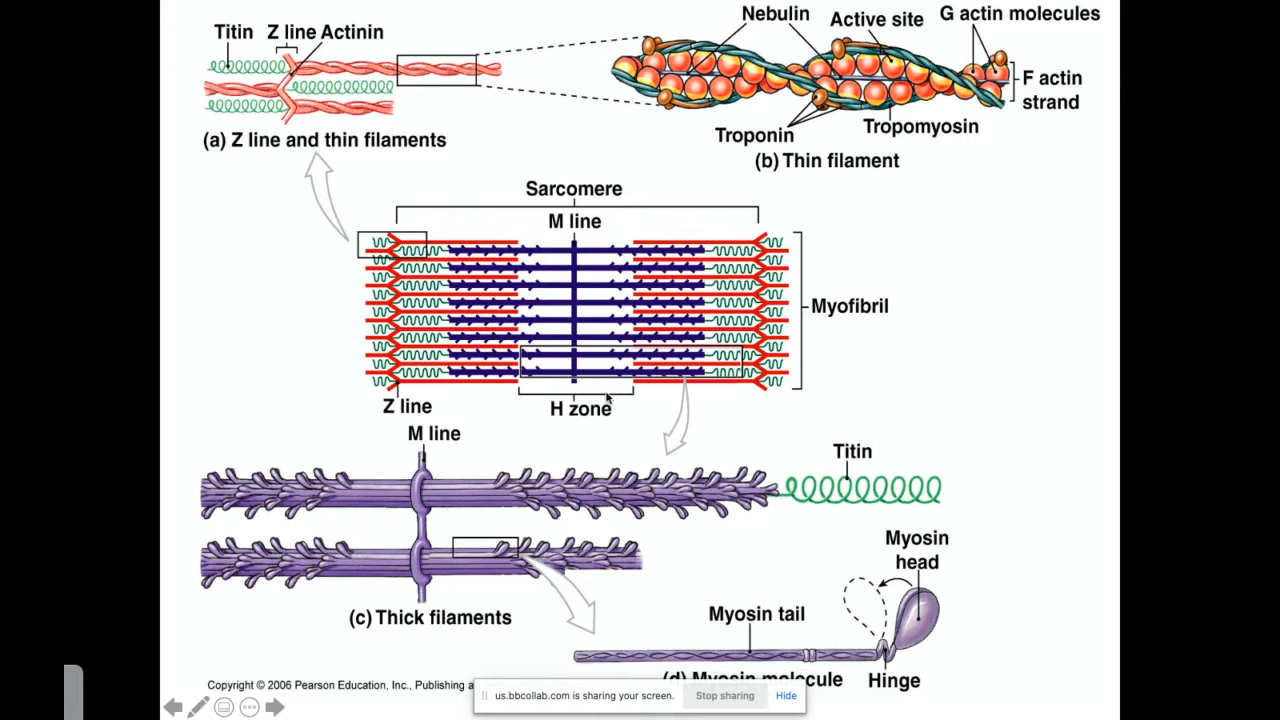 Titin Z line Actinin
Nebulin Active site G actin molecules
F actin
strand
Troponin Tropomyosin
(a) Z line and thin filaments
(b) Thin filament
Sarcomere
M line
Myofibril
Z line
H zone
M line
Titin
Myosin
head
(c) Thick filaments
Myosin tail
(d) Myosin molecule
Hinge
Copyright © 2006 Pearson Education, Inc., Publishing a
us.bbcollab.com is sharing your screen. Stop sharing Hide